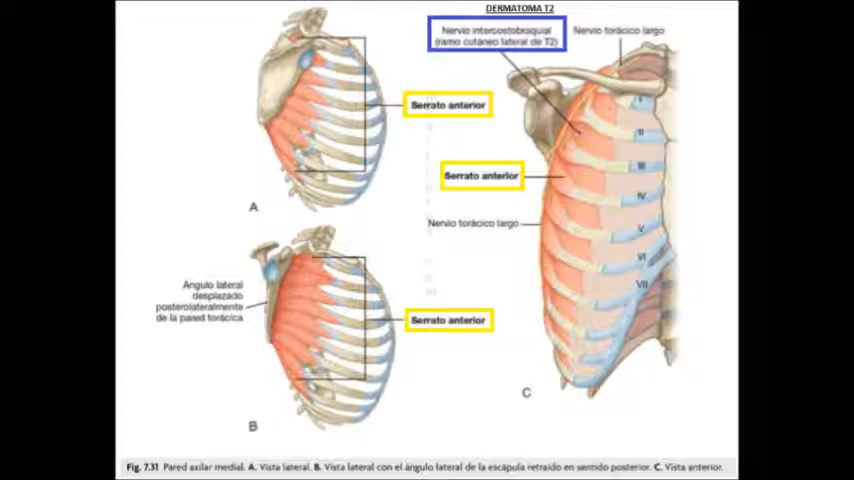 DERMATOMA T2
Nervio intercostobraquial
(ramo cutáneo lateral de T2)
Nervio torácico largo
Serrato anterior
I
II
Serrato anterior
III
IV
A
Nervio torácico largo
V
VI
VII
Ángulo lateral
desplazado
posterolateralmente
de la pared torácica
Serrato anterior
C
B
Fig. 7.31 Pared axilar medial. A. Vista lateral. B. Vista lateral con el ángulo lateral de la escápula retraído en sentido posterior. C. Vista anterior.